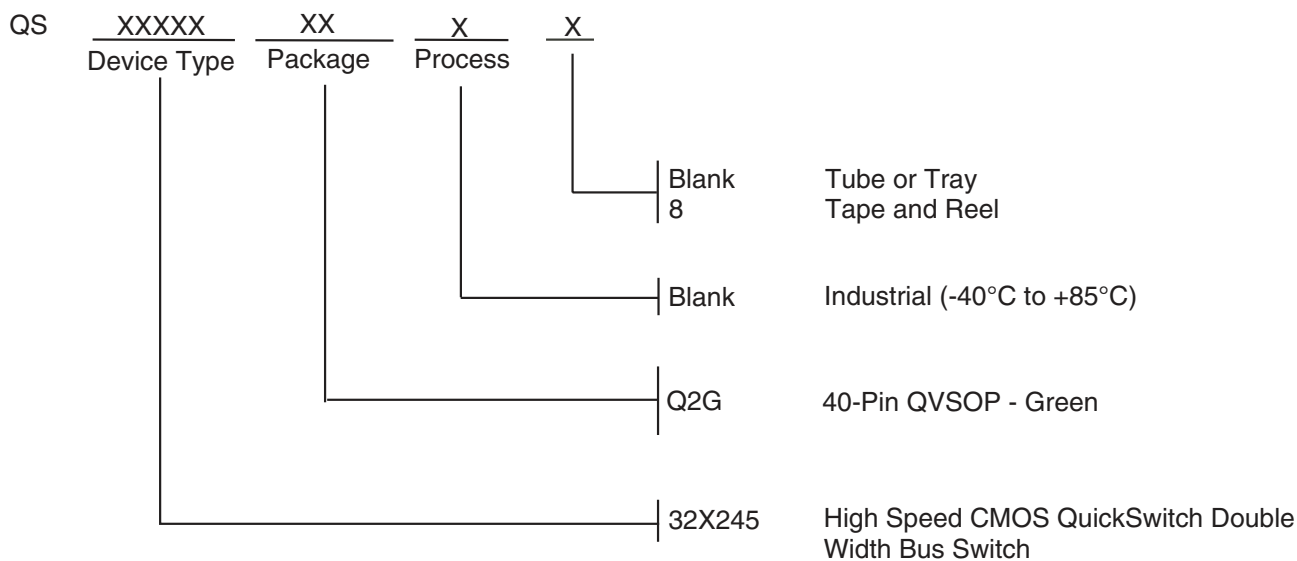 QS XXXXX XX X X
Device Type Package Process
Blank Tube or Tray
8 Tape and Reel
Blank Industrial (-40°C to +85°C)
Q2G 40-Pin QVSOP - Green
32X245 High Speed CMOS QuickSwitch Double
Width Bus Switch